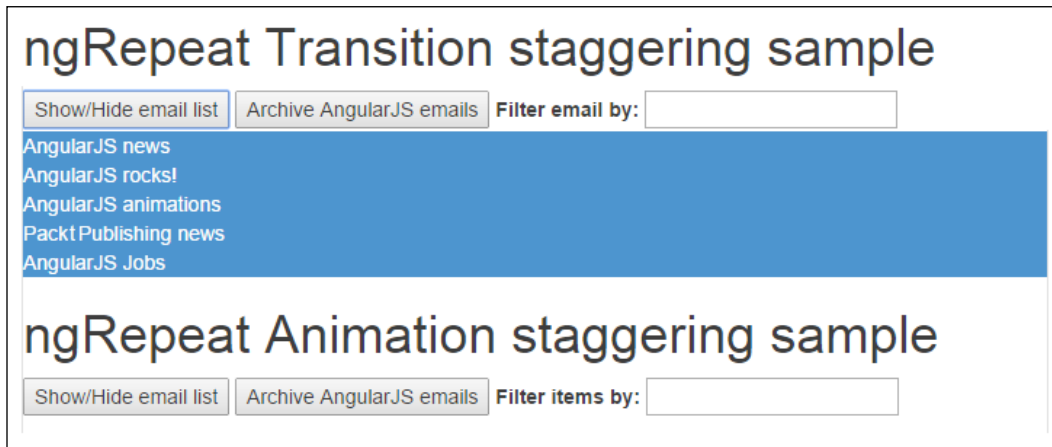 ngRepeat Transition staggering sample
Show/Hide email list Archive AngularJS emails Filter email by:
AngularJS news
AngularJS rocks!
AngularJS animations
Packt Publishing news
AngularJS Jobs
ngRepeat Animation staggering sample
Show/Hide email list Archive AngularJS emails Filter items by: